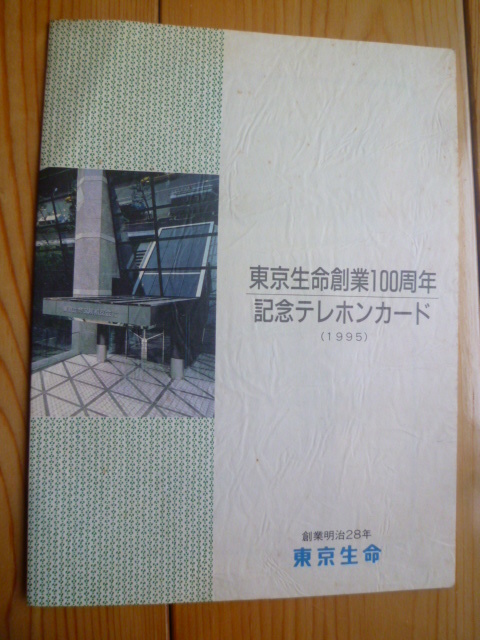 東京生命創業100周年
記念テレホンカード
(1995)
創業明治28年
東京生命